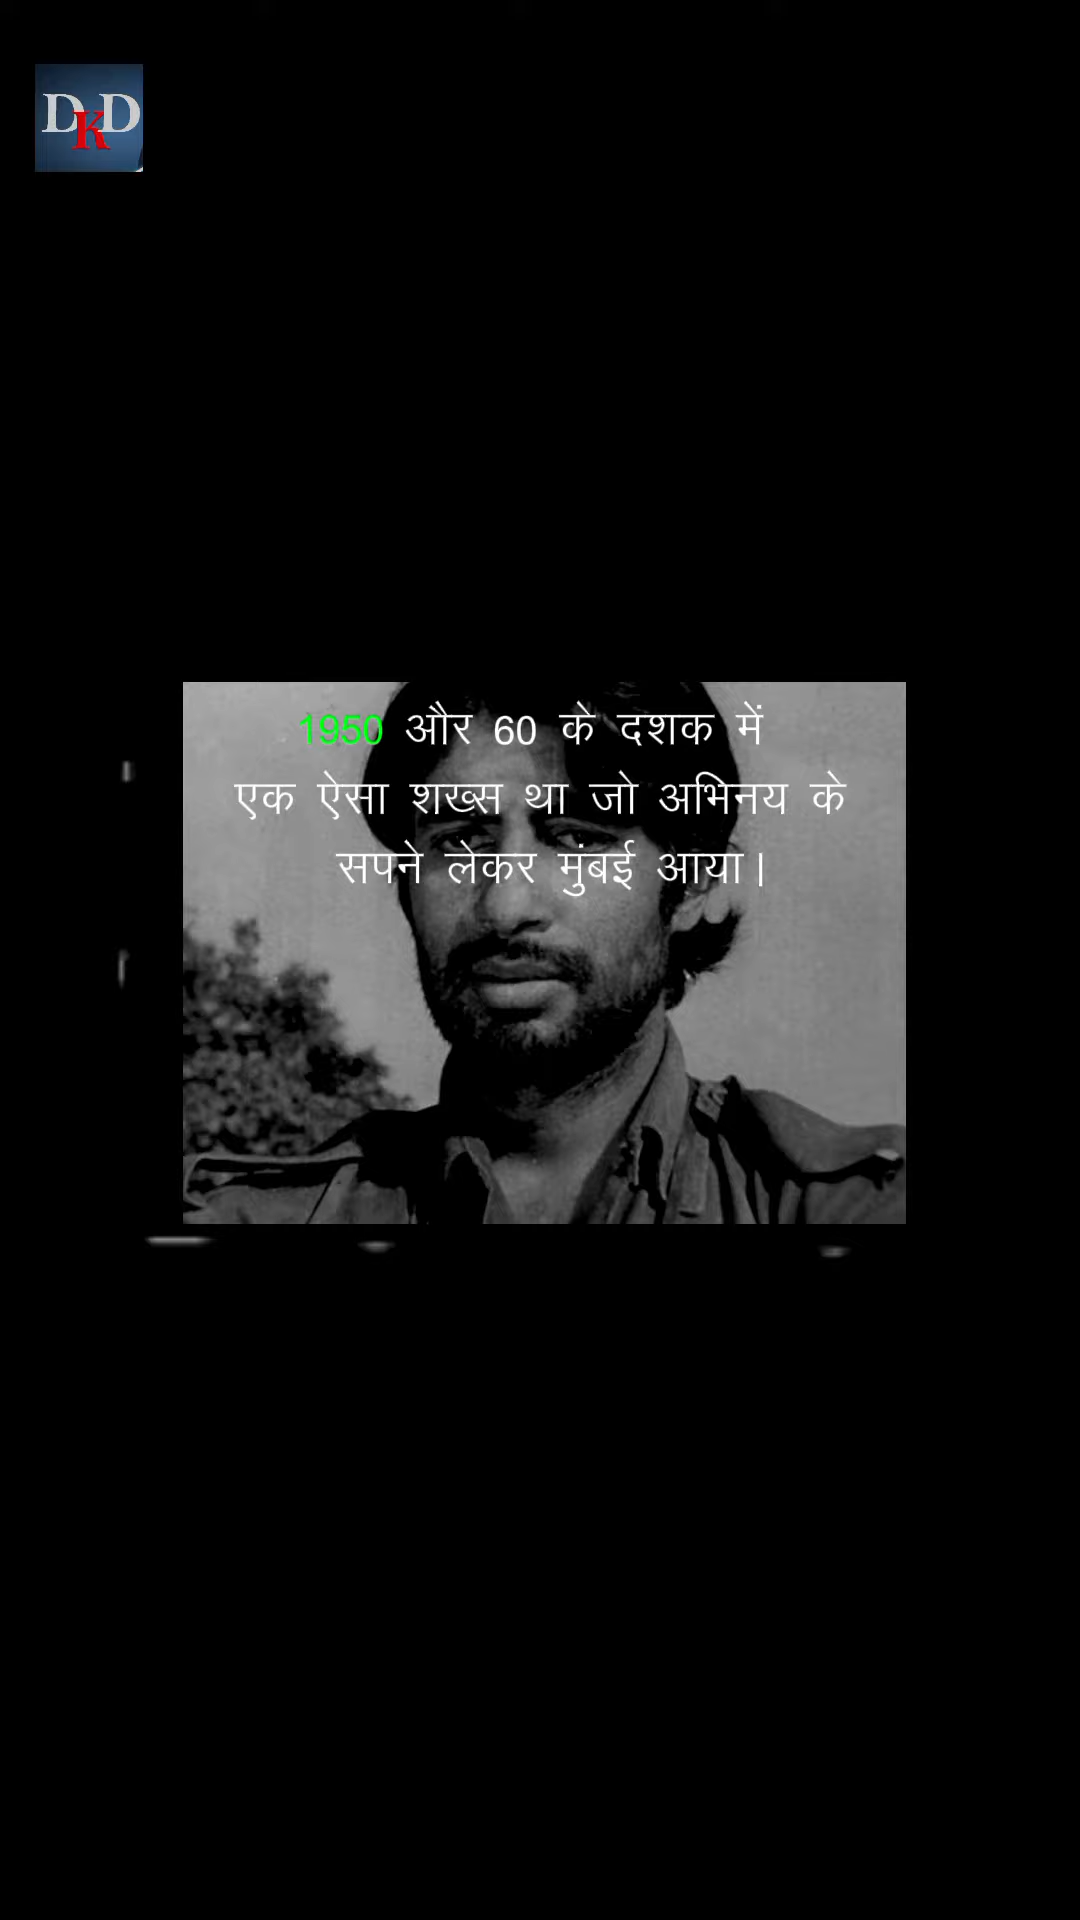 DKD
1950 और 60 के दशक में
एक ऐसा शख्स था जो अभिनय के
सपने लेकर मुंबई आया।